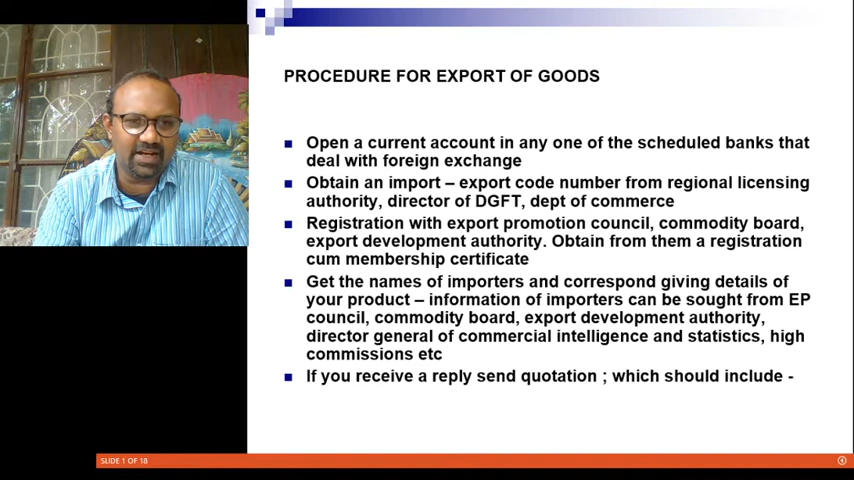 PROCEDURE FOR EXPORT OF GOODS
Open a current account in any one of the scheduled banks that
deal with foreign exchange
Obtain an import – export code number from regional licensing
authority, director of DGFT, dept of commerce
Registration with export promotion council, commodity board,
export development authority. Obtain from them a registration
cum membership certificate
Get the names of importers and correspond giving details of
your product – information of importers can be sought from EP
council, commodity board, export development authority,
director general of commercial intelligence and statistics, high
commissions etc
If you receive a reply send quotation ; which should include -
SLIDE 1 OF 18